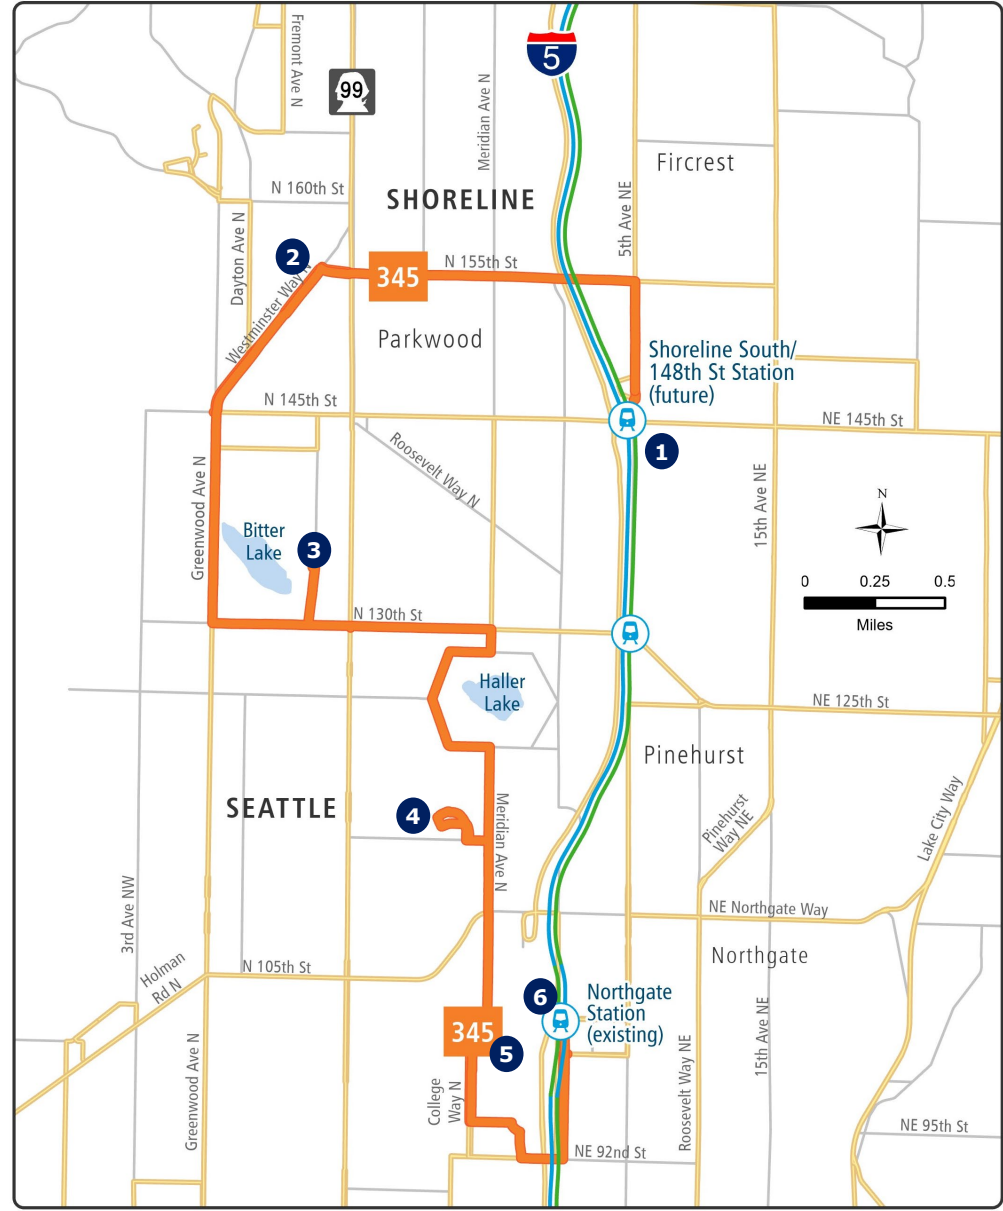 Fremont Ave N
5
99
Meridian Ave N
Fircrest
N 160th St
SHORELINE
5th Ave NE
Dayton Ave N
2
N 155th St
345
Westminster Way N
Parkwood
Shoreline South/
148th St Station
(future)
N 145th St
NE 145th St
1
Roosevelt Way N
Greenwood Ave N
15th Ave NE
N
Bitter
Lake
3
0 0.25 0.5
Miles
N 130th St
Haller
Lake
NE 125th St
Pinehurst
SEATTLE
4
Meridian Ave N
Pinehurst
Way NE
Lake City Way
3rd Ave NW
NE Northgate Way
Northgate
Holman
Rd N
N 105th St
6
Northgate
Station
(existing)
345
5
15th Ave NE
Roosevelt Way NE
Greenwood Ave N
College
Way N
NE 92nd St
NE 95th St